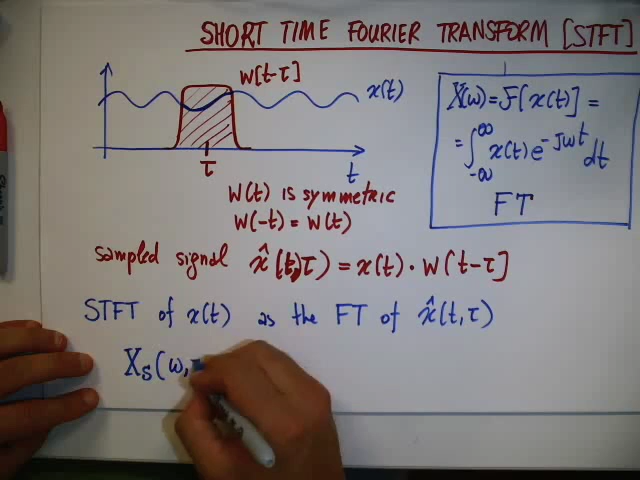 SHORT TIME FOURIER TRANSFORM [STFT]
w[t-τ]
x(t)
τ
t
X(ω)=F[x(t)]=
=∫_{-∞}^{∞} x(t)e^{-Jωt}dt
FT
W(t) is symmetric
W(-t) = W(t)
sampled signal x̂(t,τ) = x(t) · W[t-τ]
STFT of x(t) as the FT of x̂(t,τ)
X_S(ω,